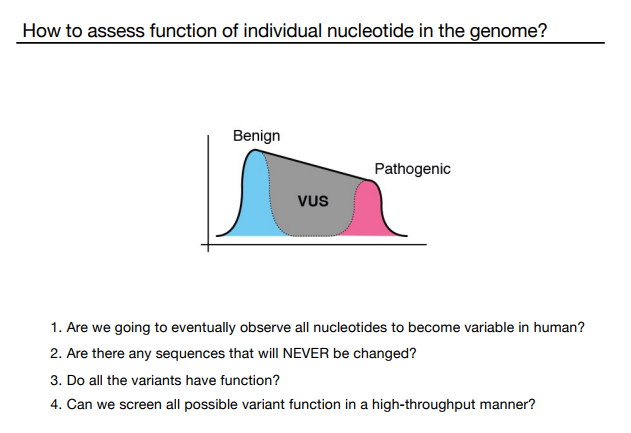 How to assess function of individual nucleotide in the genome?
Benign
Pathogenic
VUS
1. Are we going to eventually observe all nucleotides to become variable in human?
2. Are there any sequences that will NEVER be changed?
3. Do all the variants have function?
4. Can we screen all possible variant function in a high-throughput manner?